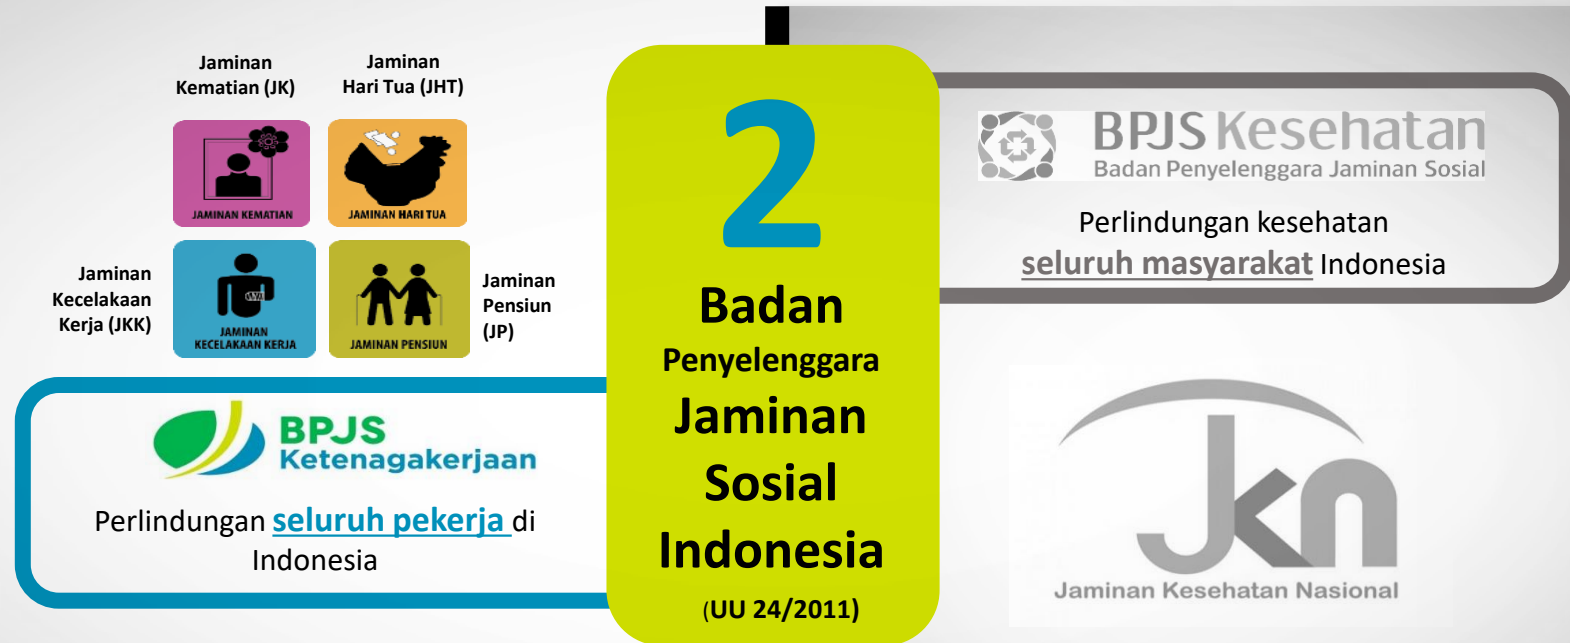 Jaminan
Kematian (JK)
Jaminan
Hari Tua (JHT)
JAMINAN KEMATIAN
JAMINAN HARI TUA
Jaminan
Kecelakaan
Kerja (JKK)
JAMINAN
KECELAKAAN KERJA
JAMINAN PENSIUN
Jaminan
Pensiun
(JP)
BPJS
Ketenagakerjaan
Perlindungan seluruh pekerja di
Indonesia
2
Badan
Penyelenggara
Jaminan
Sosial
Indonesia
(UU 24/2011)
BPJS Kesehatan
Badan Penyelenggara Jaminan Sosial
Perlindungan kesehatan
seluruh masyarakat Indonesia
Jkn
Jaminan Kesehatan Nasional